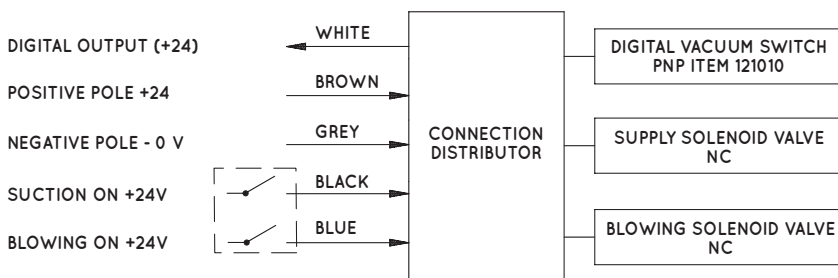 DIGITAL OUTPUT (+24)
WHITE
POSITIVE POLE +24
BROWN
NEGATIVE POLE - 0 V
GREY
SUCTION ON +24V
BLACK
BLOWING ON +24V
BLUE
CONNECTION
DISTRIBUTOR
DIGITAL VACUUM SWITCH
PNP ITEM 121010
SUPPLY SOLENOID VALVE
NC
BLOWING SOLENOID VALVE
NC